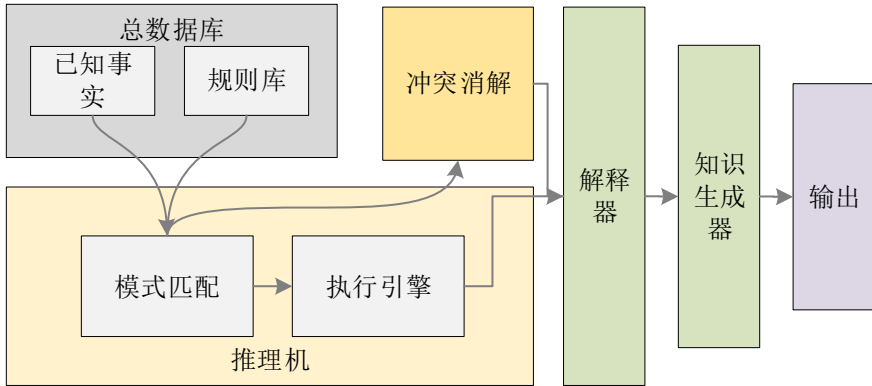 总数据库
已知事
实
规则库
冲突消解
模式匹配
执行引擎
推理机
解释
器
知识
生成
器
输出